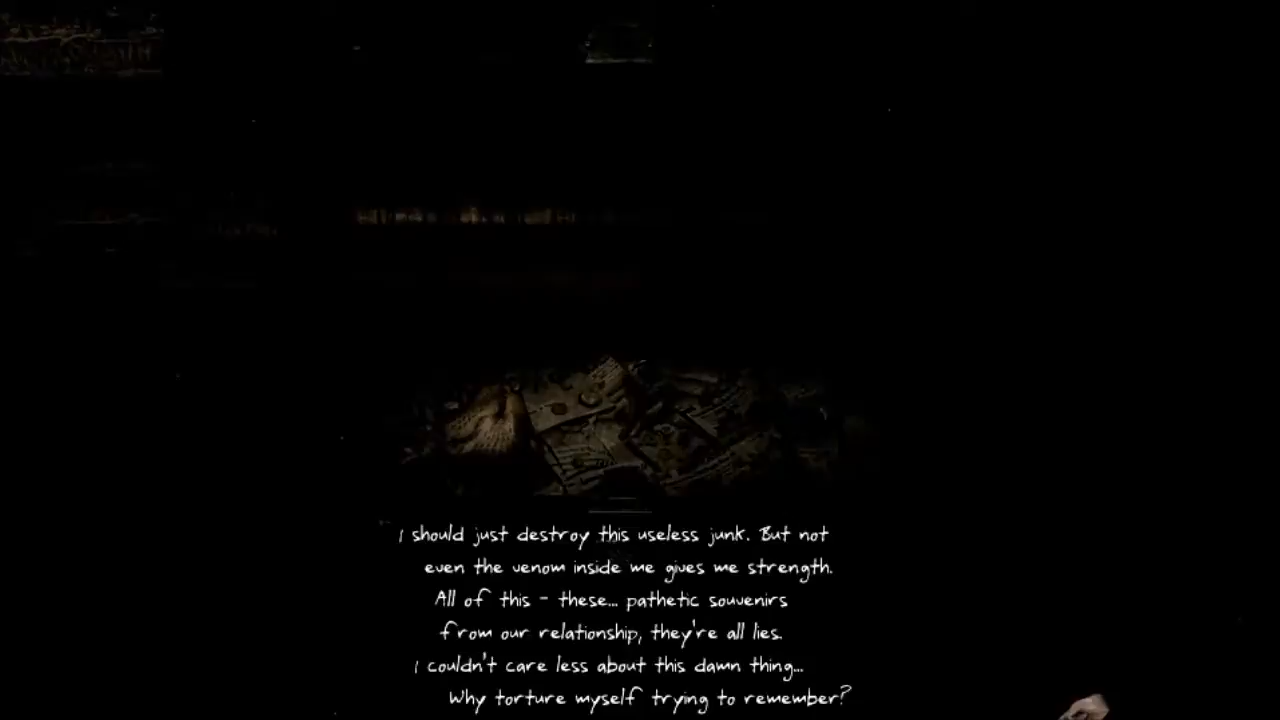 I should just destroy this useless junk. But not
even the venom inside me gives me strength.
All of this - these... pathetic souvenirs
from our relationship, they're all lies.
I couldn't care less about this damn thing...
Why torture myself trying to remember?